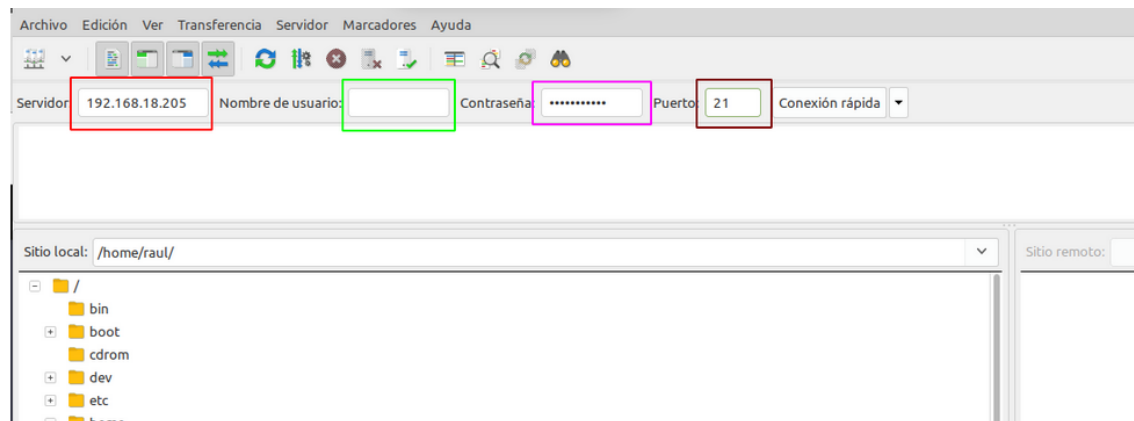 Archivo Edición Ver Transferencia Servidor Marcadores Ayuda
Servidor 192.168.18.205 Nombre de usuario: Contraseña: ••••••••••• Puerto 21 Conexión rápida
Sitio local: /home/raul/ Sitio remoto:
/
bin
boot
cdrom
dev
etc